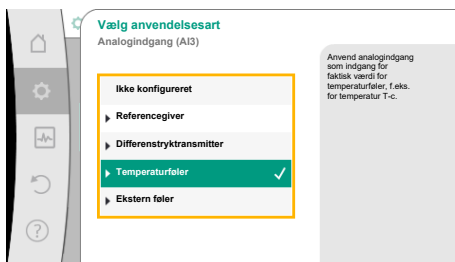 Vælg anvendelsesart
Analogindgang (AI3)
Ikke konfigureret
Referencegiver
Differenstryktransmitter
Temperaturføler
Ekstern føler
Anvend analogindgang
som indgang for
faktisk værdi for
temperaturføler, f.eks.
for temperatur T-c.